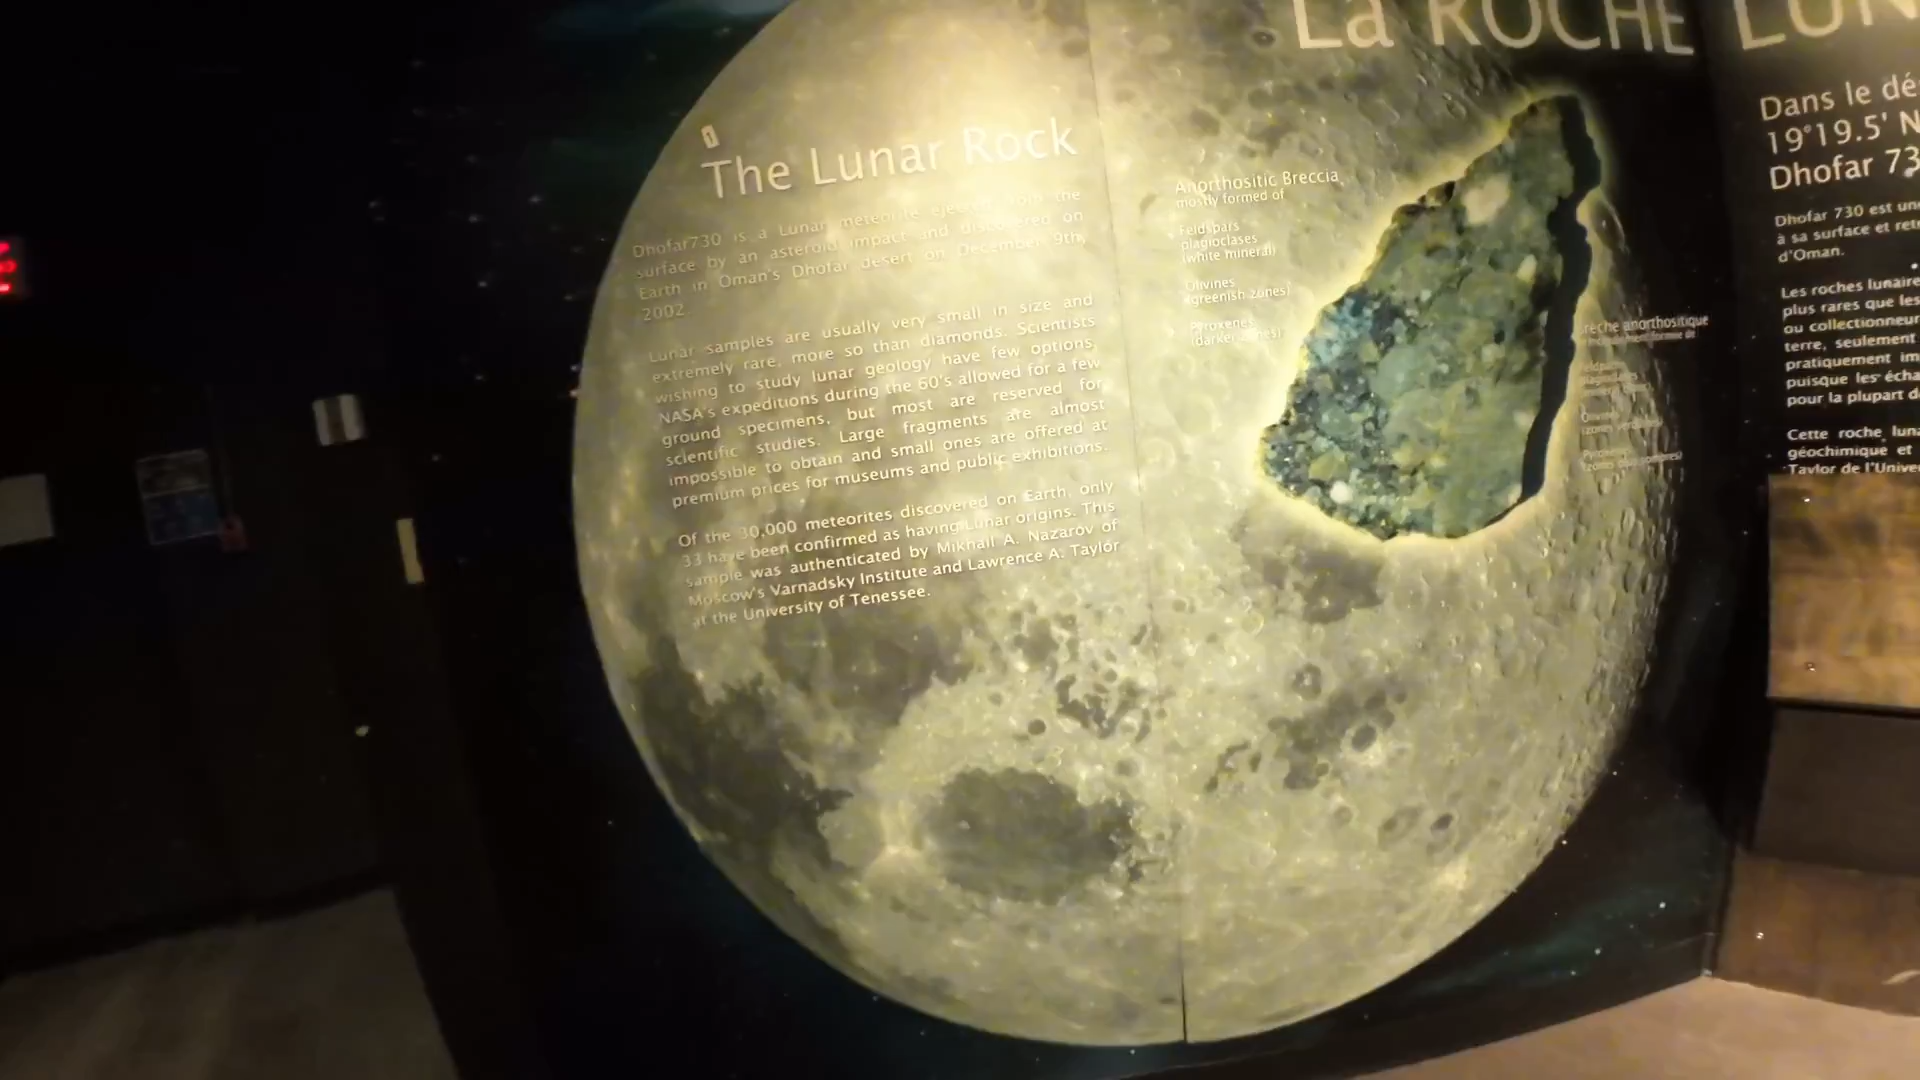 The Lunar Rock
Dhofar730 is a Lunar meteorite ejected from the
surface by an asteroid impact and discovered on
Earth in Oman's Dhofar desert on December 9th,
2002.
Lunar samples are usually very small in size and
extremely rare, more so than diamonds. Scientists
wishing to study lunar geology have few options.
NASA's expeditions during the 60's allowed for a few
ground specimens, but most are reserved for
scientific studies. Large fragments are almost
impossible to obtain and small ones are offered at
premium prices for museums and public exhibitions.
Of the 30,000 meteorites discovered on Earth, only
33 have been confirmed as having Lunar origins. This
sample was authenticated by Mikhail A. Nazarov of
Moscow's Varnadsky Institute and Lawrence A. Taylor
at the University of Tenessee.
Anorthositic Breccia
mostly formed of
Feldspars
plagioclases
(white mineral)
Olivines
(greenish zones)
Pyroxenes
(darker zones)
La ROCHE LUN
Dans le dé
19°19.5' N
Dhofar 73
Dhofar 730 est un
à sa surface et ret
d'Oman.
Les roches lunaire
plus rares que les
ou collectionneur
terre, seulement
pratiquement im
puisque les écha
pour la plupart d
Cette roche luna
géochimique et
Taylor de l'Univer
anorthositique